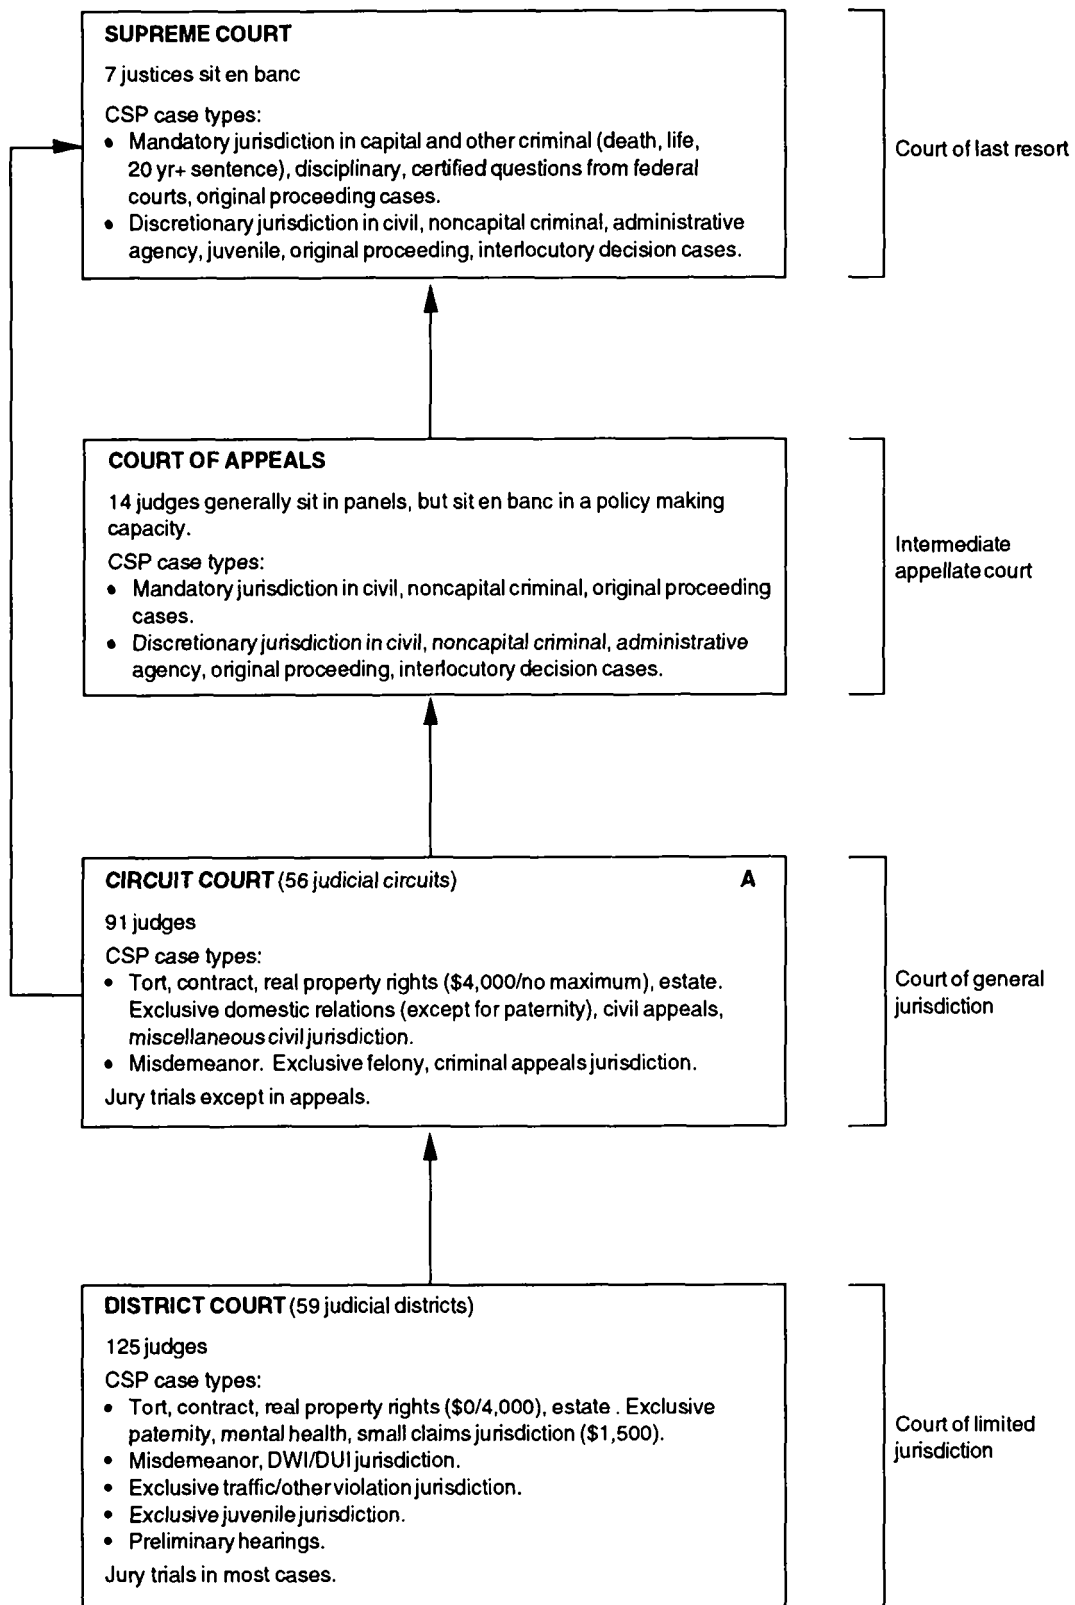 SUPREME COURT
7 justices sit en banc
CSP case types:
• Mandatory jurisdiction in capital and other criminal (death, life,
20 yr+ sentence), disciplinary, certified questions from federal
courts, original proceeding cases.
• Discretionary jurisdiction in civil, noncapital criminal, administrative
agency, juvenile, original proceeding, interlocutory decision cases.
Court of last resort
COURT OF APPEALS
14 judges generally sit in panels, but sit en banc in a policy making
capacity.
CSP case types:
• Mandatory jurisdiction in civil, noncapital criminal, original proceeding
cases.
• Discretionary jurisdiction in civil, noncapital criminal, administrative
agency, original proceeding, interlocutory decision cases.
Intermediate
appellate court
CIRCUIT COURT (56 judicial circuits) A
91 judges
CSP case types:
• Tort, contract, real property rights ($4,000/no maximum), estate.
Exclusive domestic relations (except for paternity), civil appeals,
miscellaneous civil jurisdiction.
• Misdemeanor. Exclusive felony, criminal appeals jurisdiction.
Jury trials except in appeals.
Court of general
jurisdiction
DISTRICT COURT (59 judicial districts)
125 judges
CSP case types:
• Tort, contract, real property rights ($0/4,000), estate . Exclusive
paternity, mental health, small claims jurisdiction ($1,500).
• Misdemeanor, DWI/DUI jurisdiction.
• Exclusive traffic/other violation jurisdiction.
• Exclusive juvenile jurisdiction.
• Preliminary hearings.
Jury trials in most cases.
Court of limited
jurisdiction